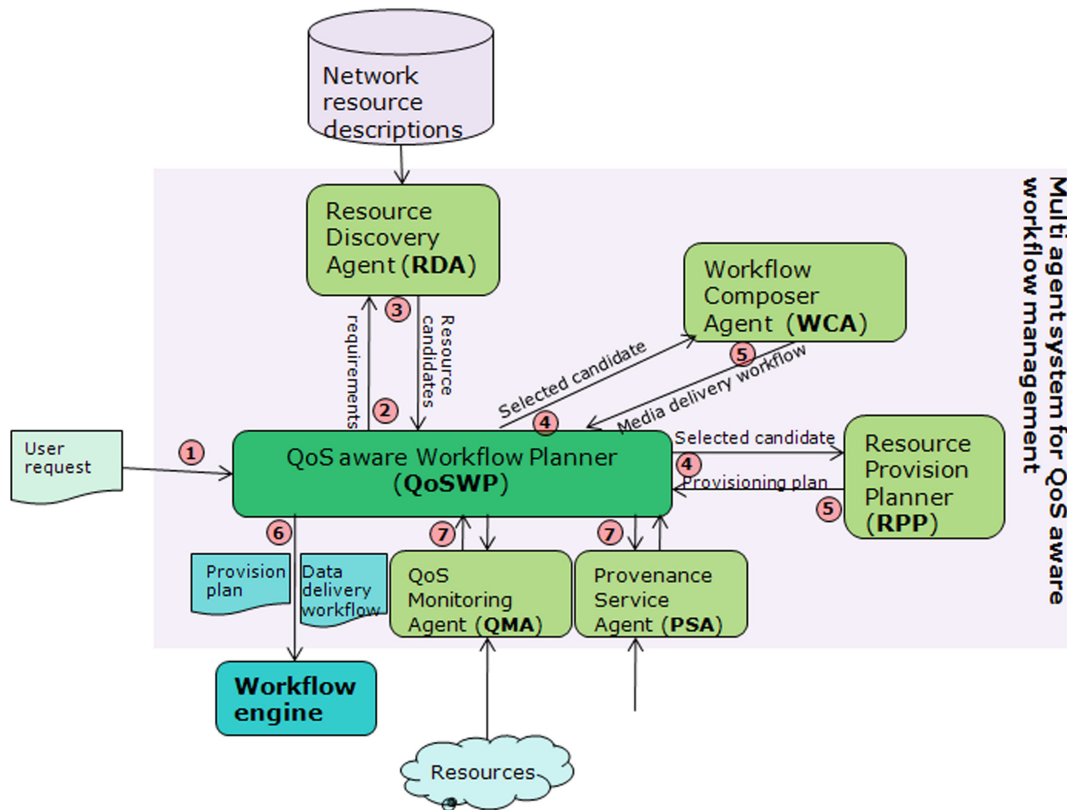 Network
resource
descriptions
Multi agent system for QoS aware
workflow management
Resource
Discovery
Agent (RDA)
Workflow
Composer
Agent (WCA)
3
5
requirements
Resource
candidates
Selected candidate
Media delivery workflow
2
4
User
request
1
QoS aware Workflow Planner
(QoSWP)
Selected candidate
4
Provisioning plan
5
Resource
Provision
Planner
(RPP)
6
7
7
Provision
plan
Data
delivery
workflow
QoS
Monitoring
Agent (QMA)
Provenance
Service
Agent (PSA)
Workflow
engine
Resources